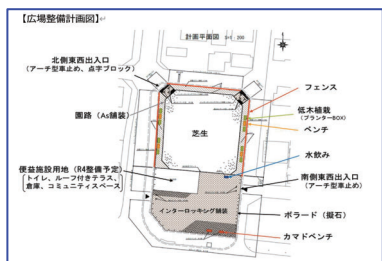 【広場整備計画図】
計画平面図 S=1:200
北側東西出入口
(アーチ型車止め、点字ブロック)
フェンス
園路(As舗装)
低木植栽
(プランターBOX)
ベンチ
芝生
水飲み
便益施設用地(R4整備予定)
トイレ、ルーフ付きテラス、
倉庫、コミュニティスペース
南側東西出入口
(アーチ型車止め)
インターロッキング舗装
ボラード(擬石)
カマドベンチ